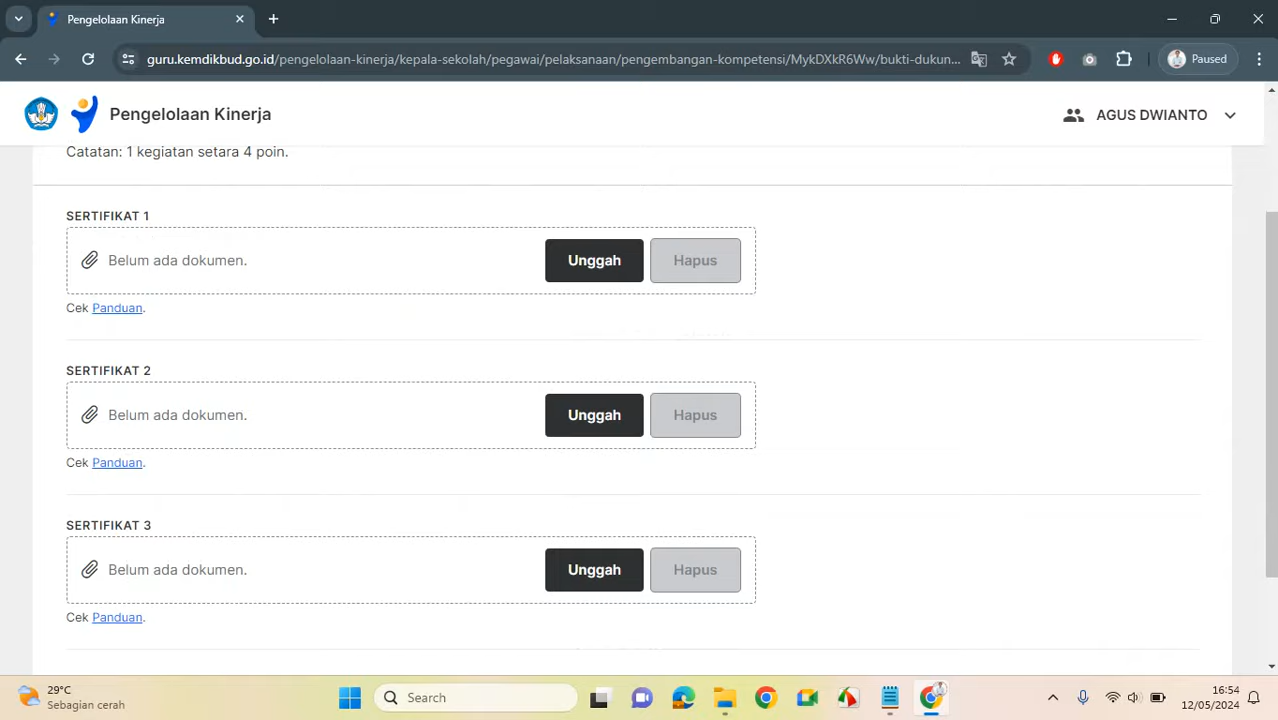 Pengelolaan Kinerja
guru.kemdikbud.go.id/pengelolaan-kinerja/kepala-sekolah/pegawai/pelaksanaan/pengembangan-kompetensi/MykDXkR6Ww/bukti-dukun...
Paused
Pengelolaan Kinerja
AGUS DWIANTO
Catatan: 1 kegiatan setara 4 poin.
SERTIFIKAT 1
Belum ada dokumen.
Unggah
Hapus
Cek Panduan.
SERTIFIKAT 2
Belum ada dokumen.
Unggah
Hapus
Cek Panduan.
SERTIFIKAT 3
Belum ada dokumen.
Unggah
Hapus
Cek Panduan.
29°C
Sebagian cerah
Search
16:54
12/05/2024